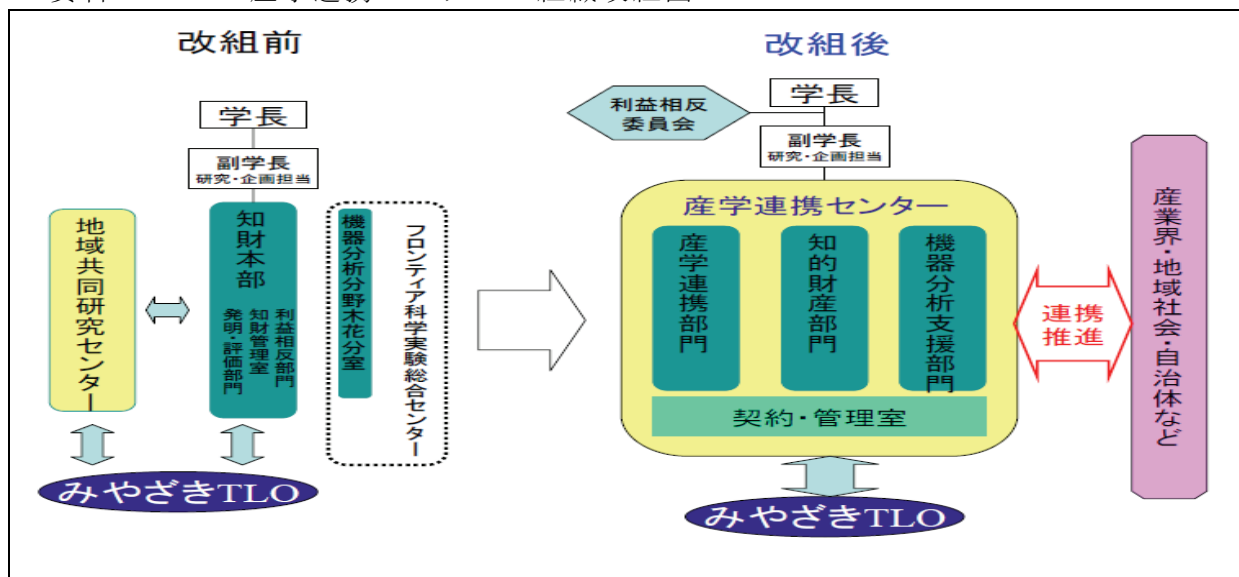 改組前
学長
副学長
研究・企画担当
地域共同研究センター
知財本部
利益相反部門
知財管理室
発明・評価部門
機器分析分野木花分室
フロンティア科学実験総合センター
みやざきTLO
改組後
利益相反
委員会
学長
副学長
研究・企画担当
産学連携センター
産学連携部門
知的財産部門
機器分析支援部門
契約・管理室
連携
推進
産業界・地域社会・自治体など
みやざきTLO